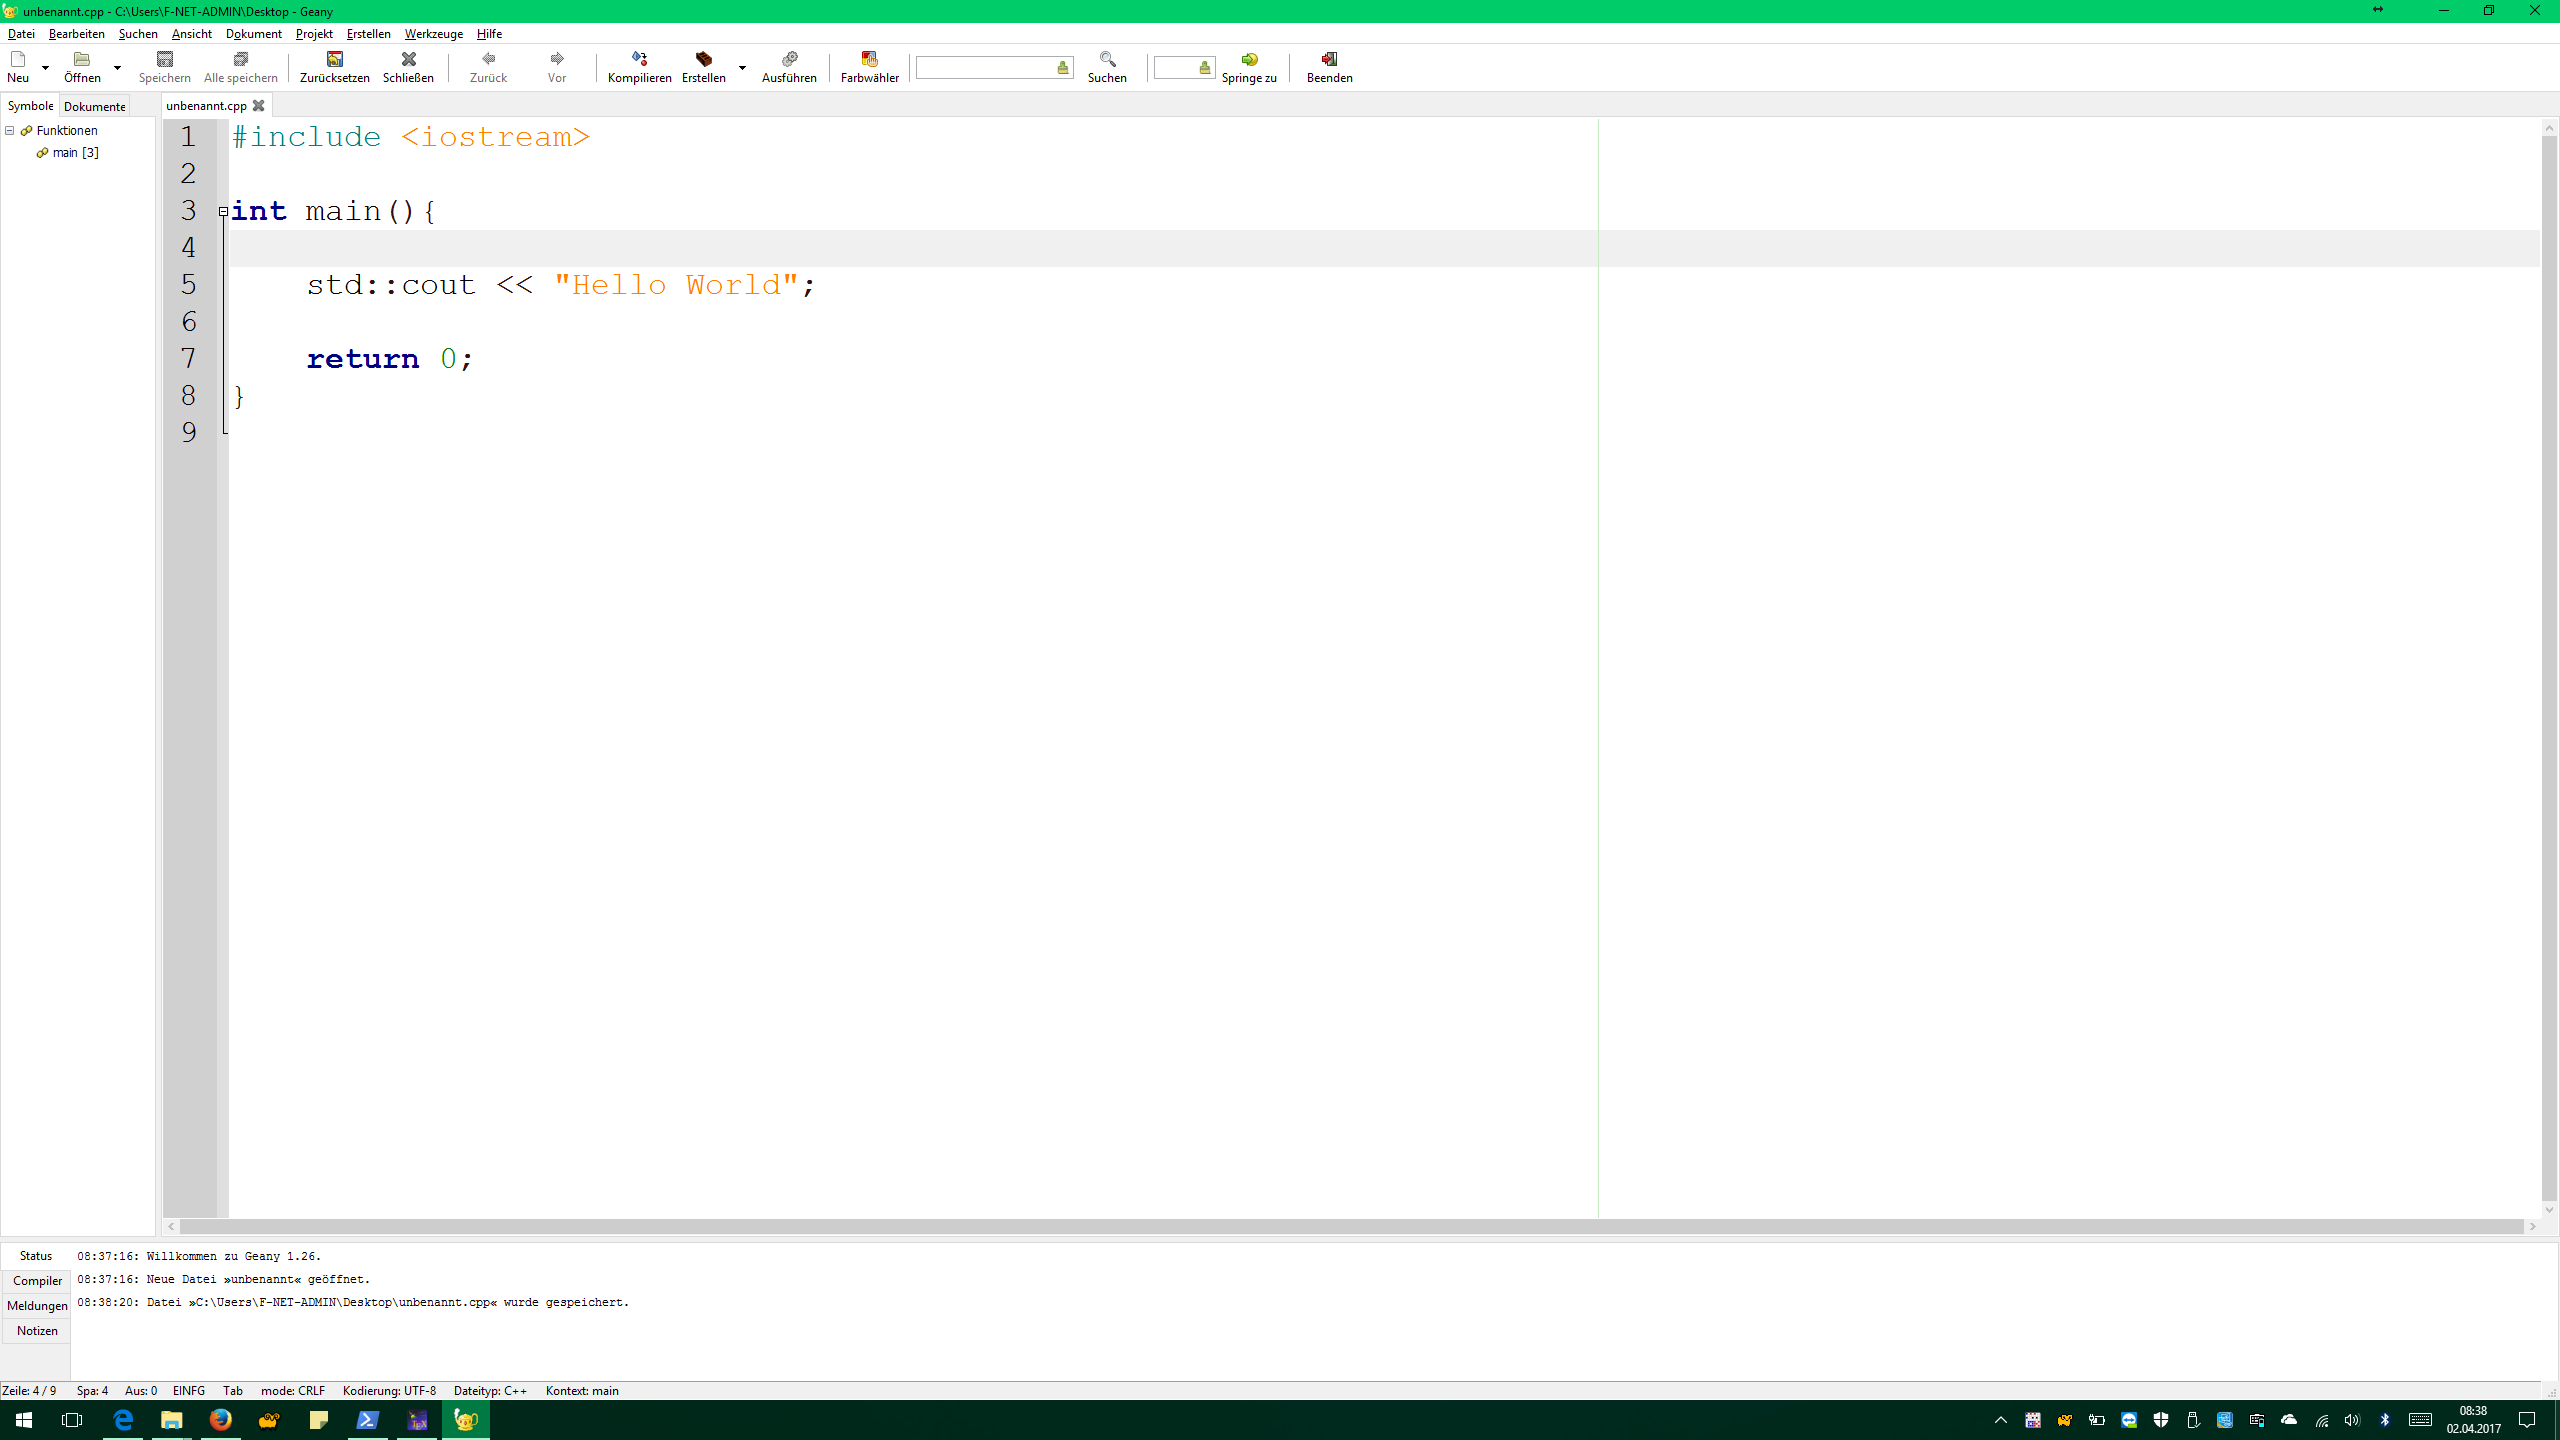 unbenannt.cpp - C:\Users\F-NET-ADMIN\Desktop - Geany
Datei Bearbeiten Suchen Ansicht Dokument Projekt Erstellen Werkzeuge Hilfe
Neu Öffnen Speichern Alle speichern Zurücksetzen Schließen Zurück Vor Kompilieren Erstellen Ausführen Farbwähler Suchen Springe zu Beenden
Symbole Dokumente unbenannt.cpp
Funktionen
main [3]
1 #include <iostream>
2
3 int main(){
4
5 std::cout << "Hello World";
6
7 return 0;
8 }
9
Status
Compiler
Meldungen
Notizen
08:37:16: Willkommen zu Geany 1.26.
08:37:16: Neue Datei »unbenannt« geöffnet.
08:38:20: Datei »C:\Users\F-NET-ADMIN\Desktop\unbenannt.cpp« wurde gespeichert.
Zeile: 4 / 9 Spa: 4 Aus: 0 EINFG Tab mode: CRLF Kodierung: UTF-8 Dateityp: C++ Kontext: main
08:38
02.04.2017